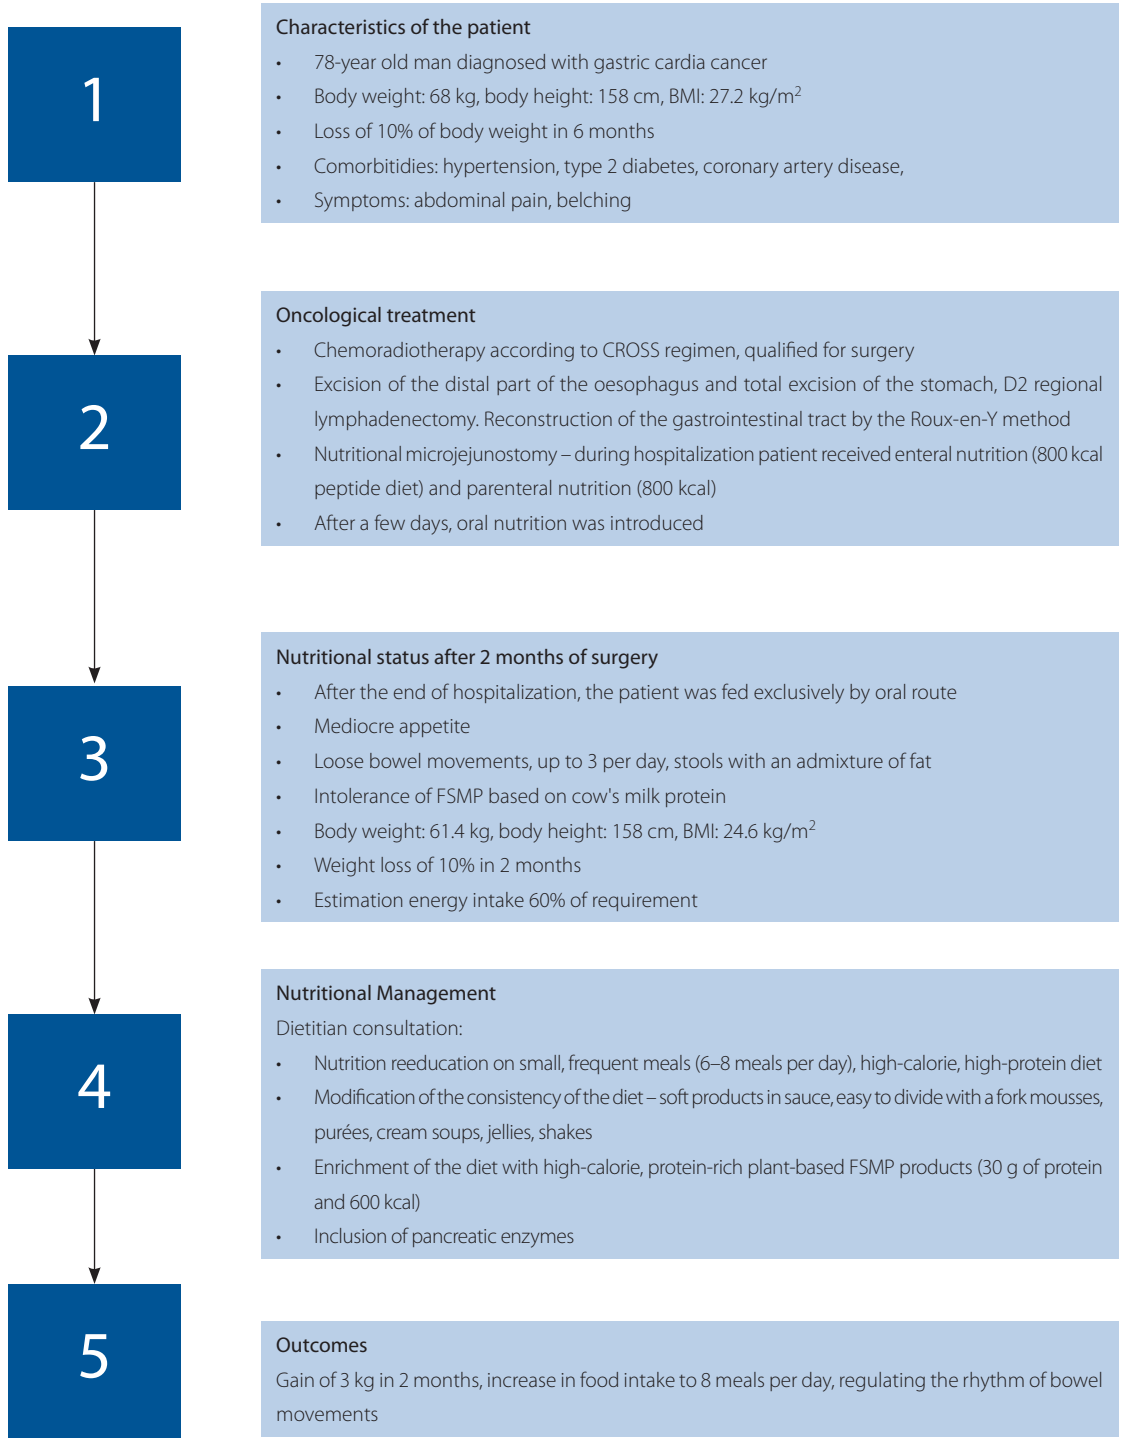 1
Characteristics of the patient
• 78-year old man diagnosed with gastric cardia cancer
• Body weight: 68 kg, body height: 158 cm, BMI: 27.2 kg/m²
• Loss of 10% of body weight in 6 months
• Comorbitidies: hypertension, type 2 diabetes, coronary artery disease,
• Symptoms: abdominal pain, belching
2
Oncological treatment
• Chemoradiotherapy according to CROSS regimen, qualified for surgery
• Excision of the distal part of the oesophagus and total excision of the stomach, D2 regional
lymphadenectomy. Reconstruction of the gastrointestinal tract by the Roux-en-Y method
• Nutritional microjejunostomy – during hospitalization patient received enteral nutrition (800 kcal
peptide diet) and parenteral nutrition (800 kcal)
• After a few days, oral nutrition was introduced
3
Nutritional status after 2 months of surgery
• After the end of hospitalization, the patient was fed exclusively by oral route
• Mediocre appetite
• Loose bowel movements, up to 3 per day, stools with an admixture of fat
• Intolerance of FSMP based on cow's milk protein
• Body weight: 61.4 kg, body height: 158 cm, BMI: 24.6 kg/m²
• Weight loss of 10% in 2 months
• Estimation energy intake 60% of requirement
4
Nutritional Management
Dietitian consultation:
• Nutrition reeducation on small, frequent meals (6–8 meals per day), high-calorie, high-protein diet
• Modification of the consistency of the diet – soft products in sauce, easy to divide with a fork mousses,
purées, cream soups, jellies, shakes
• Enrichment of the diet with high-calorie, protein-rich plant-based FSMP products (30 g of protein
and 600 kcal)
• Inclusion of pancreatic enzymes
5
Outcomes
Gain of 3 kg in 2 months, increase in food intake to 8 meals per day, regulating the rhythm of bowel
movements